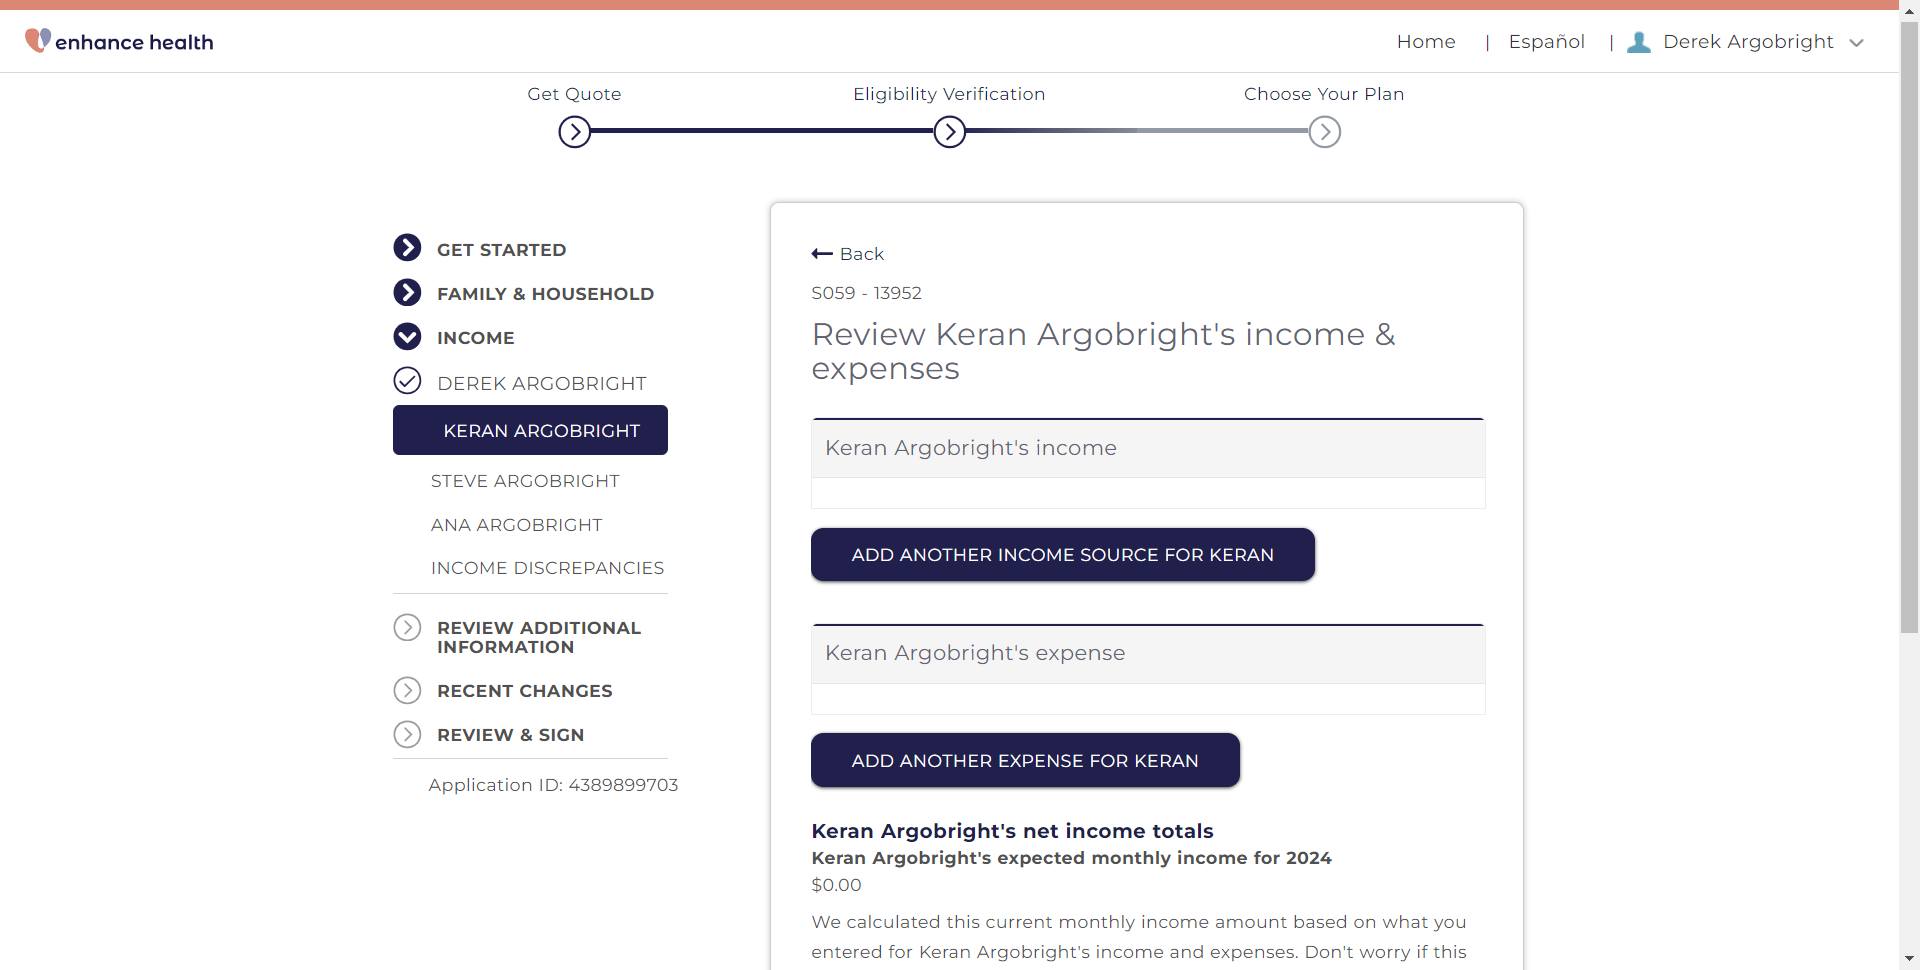 enhance health
Home | Español | Derek Argobright
Get Quote
Eligibility Verification
Choose Your Plan
GET STARTED
FAMILY & HOUSEHOLD
INCOME
DEREK ARGOBRIGHT
KERAN ARGOBRIGHT
STEVE ARGOBRIGHT
ANA ARGOBRIGHT
INCOME DISCREPANCIES
REVIEW ADDITIONAL
INFORMATION
RECENT CHANGES
REVIEW & SIGN
Application ID: 4389899703
Back
S059 - 13952
Review Keran Argobright's income &
expenses
Keran Argobright's income
ADD ANOTHER INCOME SOURCE FOR KERAN
Keran Argobright's expense
ADD ANOTHER EXPENSE FOR KERAN
Keran Argobright's net income totals
Keran Argobright's expected monthly income for 2024
$0.00
We calculated this current monthly income amount based on what you
entered for Keran Argobright's income and expenses. Don't worry if this